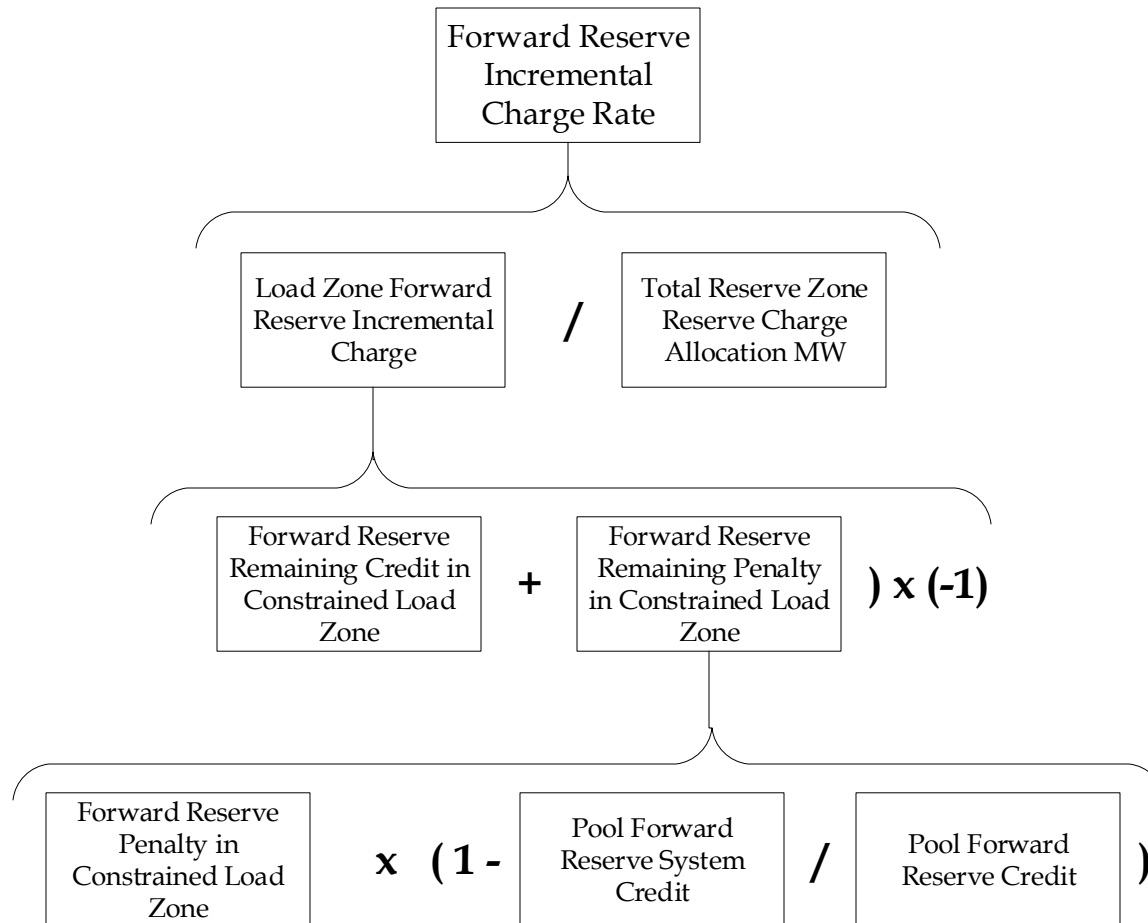 Forward Reserve
Incremental
Charge Rate
Load Zone Forward
Reserve Incremental
Charge
/
Total Reserve Zone
Reserve Charge
Allocation MW
Forward Reserve
Remaining Credit in
Constrained Load
Zone
+
Forward Reserve
Remaining Penalty
in Constrained Load
Zone
) x (-1)
Forward Reserve
Penalty in
Constrained Load
Zone
x ( 1 -
Pool Forward
Reserve System
Credit
/
Pool Forward
Reserve Credit
)